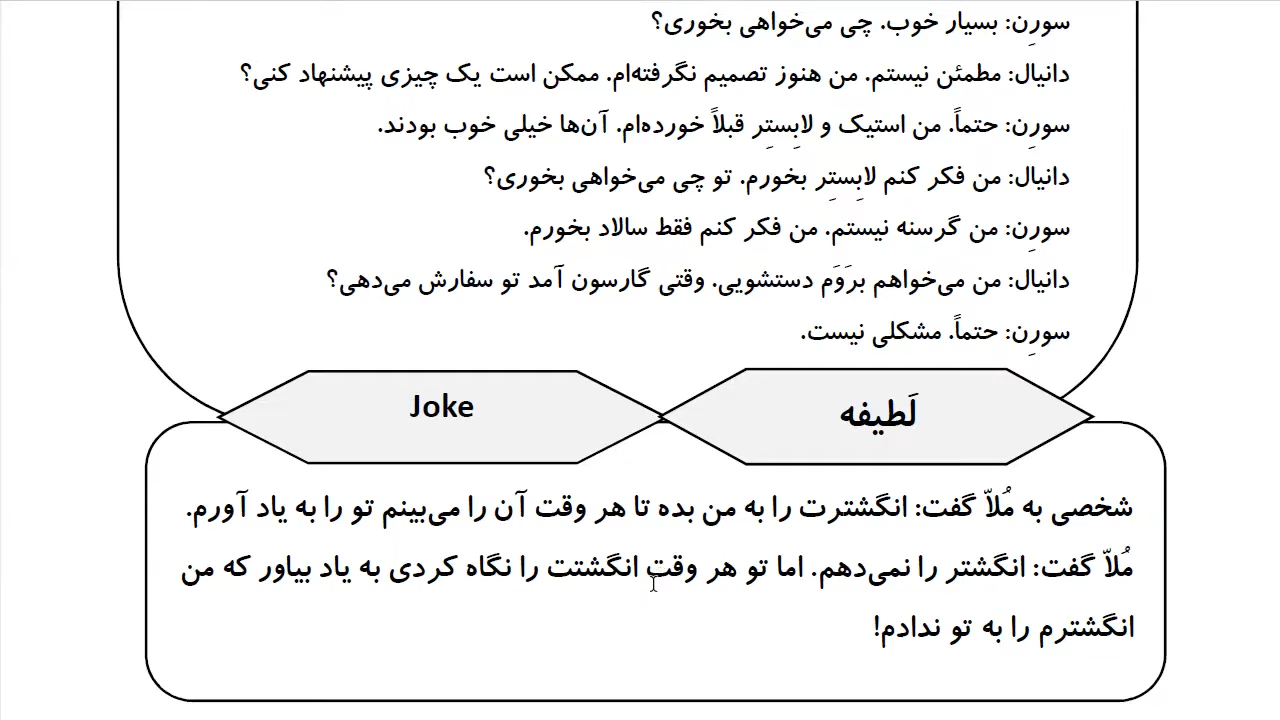 سورِن: بسیار خوب. چی می‌خواهی بخوری؟
دانیال: مطمئن نیستم. من هنوز تصمیم نگرفته‌ام. ممکن است یک چیزی پیشنهاد کنی؟
سورِن: حتماً. من استیک و لابِستِر قبلاً خورده‌ام. آن‌ها خیلی خوب بودند.
دانیال: من فکر کنم لابِستِر بخورم. تو چی می‌خواهی بخوری؟
سورِن: من گرسنه نیستم. من فکر کنم فقط سالاد بخورم.
دانیال: من می‌خواهم برَوَم دستشویی. وقتی گارسون آمد تو سفارش می‌دهی؟
سورِن: حتماً. مشکلی نیست.
لَطیفه
Joke
شخصی به مُلاّ گفت: انگشترت را به من بده تا هر وقت آن را می‌بینم تو را به یاد آورم.
مُلاّ گفت: انگشتر را نمی‌دهم. اما تو هر وقت انگشتت را نگاه کردی به یاد بیاور که من
انگشترم را به تو ندادم!